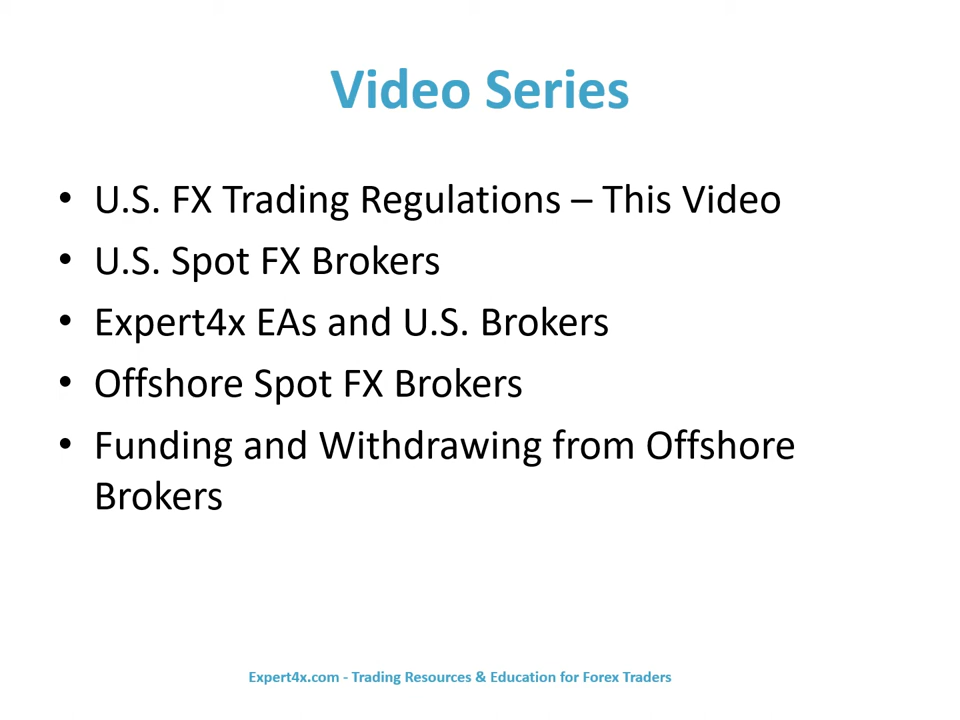 Video Series
• U.S. FX Trading Regulations – This Video
• U.S. Spot FX Brokers
• Expert4x EAs and U.S. Brokers
• Offshore Spot FX Brokers
• Funding and Withdrawing from Offshore
Brokers
Expert4x.com - Trading Resources & Education for Forex Traders